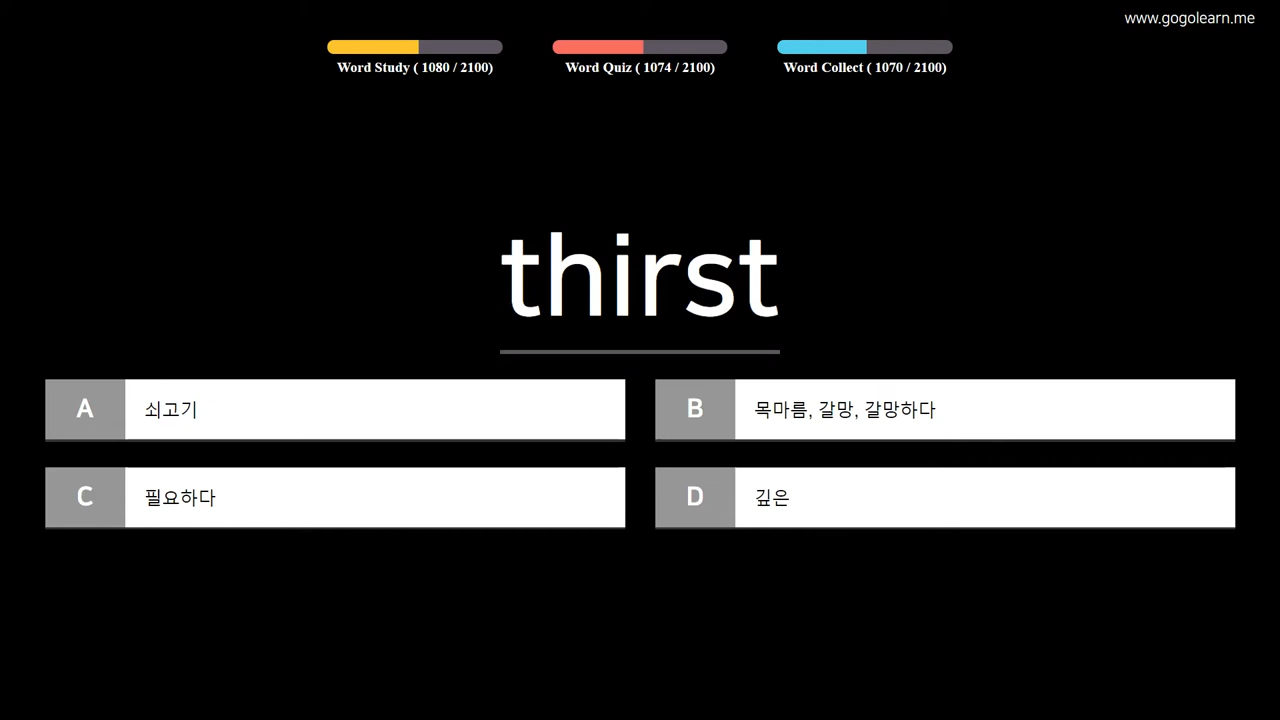 www.gogolearn.me
Word Study ( 1080 / 2100)
Word Quiz ( 1074 / 2100)
Word Collect ( 1070 / 2100)
thirst
A 쇠고기
B 목마름, 갈망, 갈망하다
C 필요하다
D 깊은